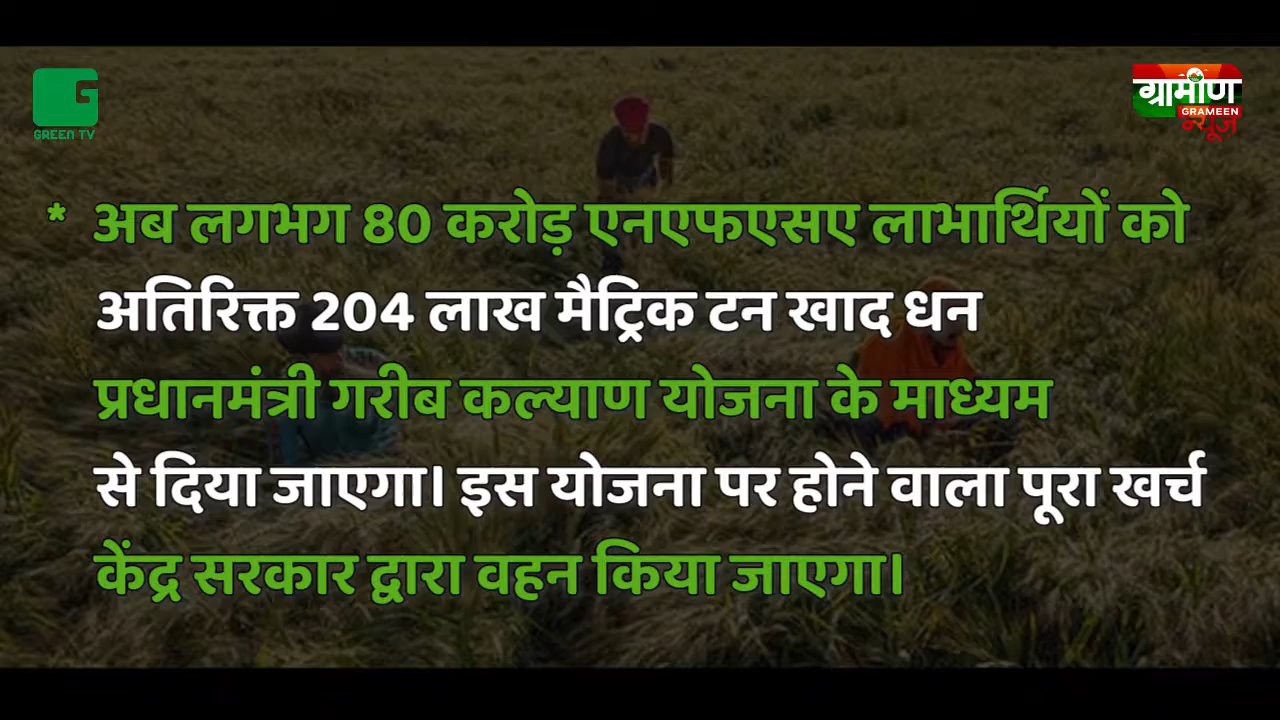 GREEN TV
ग्रामीण
GRAMEEN
न्यूज़
* अब लगभग 80 करोड़ एनएफएसए लाभार्थियों को
अतिरिक्त 204 लाख मैट्रिक टन खाद धन
प्रधानमंत्री गरीब कल्याण योजना के माध्यम
से दिया जाएगा। इस योजना पर होने वाला पूरा खर्च
केंद्र सरकार द्वारा वहन किया जाएगा।